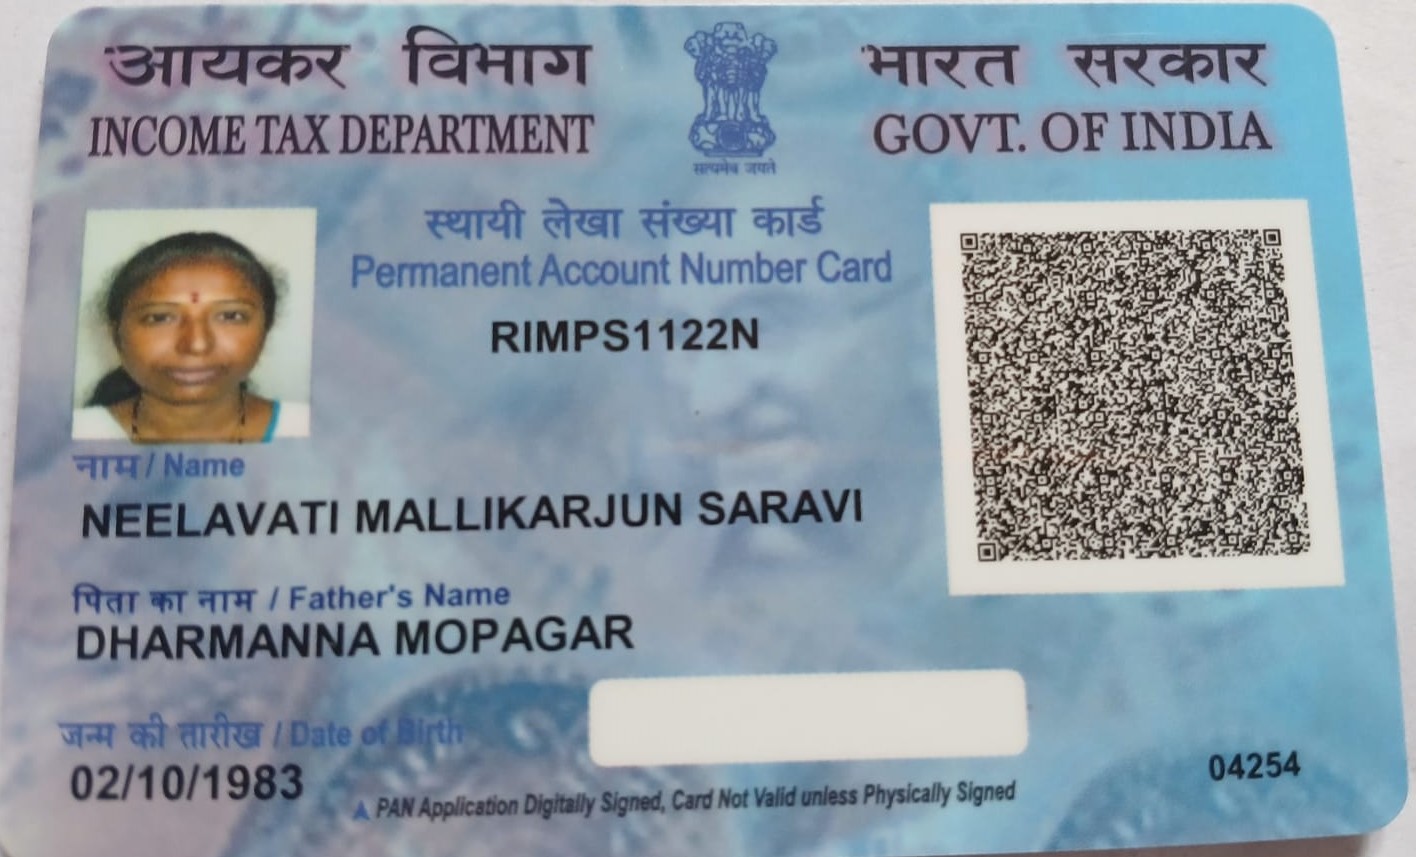 आयकर विभाग
INCOME TAX DEPARTMENT
भारत सरकार
GOVT. OF INDIA
सत्यमेव जयते
स्थायी लेखा संख्या कार्ड
Permanent Account Number Card
RIMPS1122N
नाम / Name
NEELAVATI MALLIKARJUN SARAVI
पिता का नाम / Father's Name
DHARMANNA MOPAGAR
जन्म की तारीख / Date of Birth
02/10/1983
PAN Application Digitally Signed, Card Not Valid unless Physically Signed
04254